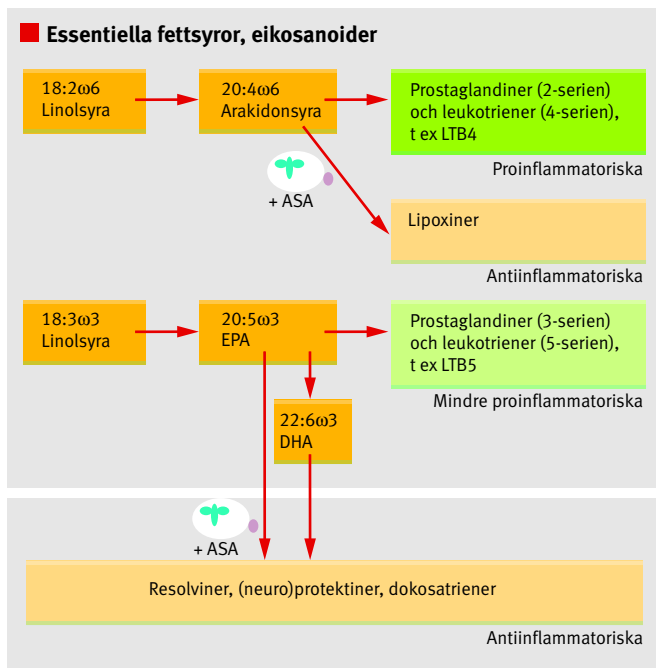 Essentiella fettsyror, eikosanoider
18:2ω6
Linolsyra
20:4ω6
Arakidonsyra
Prostaglandiner (2-serien)
och leukotriener (4-serien),
t ex LTB4
Proinflammatoriska
+ ASA
Lipoxiner
Antiinflammatoriska
18:3ω3
Linolsyra
20:5ω3
EPA
Prostaglandiner (3-serien)
och leukotriener (5-serien),
t ex LTB5
Mindre proinflammatoriska
22:6ω3
DHA
+ ASA
Resolviner, (neuro)protektiner, dokosatriener
Antiinflammatoriska